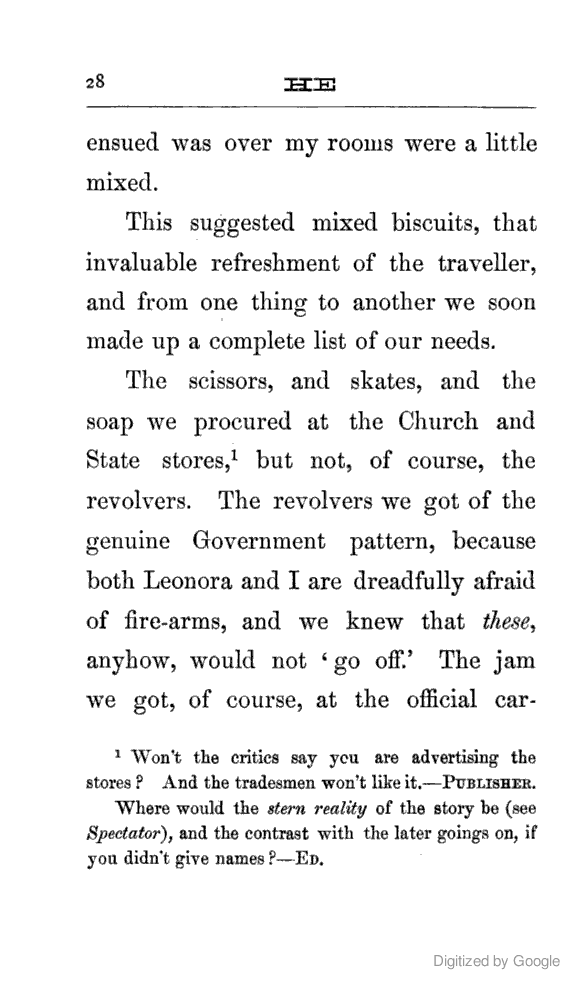 28 HE
ensued was over my rooms were a little
mixed.
This suggested mixed biscuits, that
invaluable refreshment of the traveller,
and from one thing to another we soon
made up a complete list of our needs.
The scissors, and skates, and the
soap we procured at the Church and
State stores,¹ but not, of course, the
revolvers. The revolvers we got of the
genuine Government pattern, because
both Leonora and I are dreadfully afraid
of fire-arms, and we knew that these,
anyhow, would not ‘go off.’ The jam
we got, of course, at the official car-
¹ Won't the critics say you are advertising the
stores? And the tradesmen won't like it.—PUBLISHER.
Where would the stern reality of the story be (see
Spectator), and the contrast with the later goings on, if
you didn't give names?—ED.
Digitized by Google